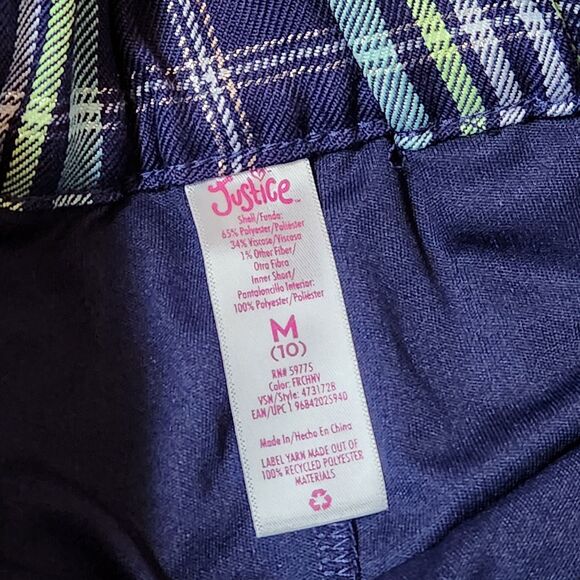 Justice
Shell/Funda:
65% Polyester/Poliéster
34% Viscose/Viscosa
1% Other Fiber/
Otra Fibra
Inner Short/
Pantaloncillo Interior:
100% Polyester/Poliéster
M
(10)
RN# 59775
Color: FRCHNV
VSN/Style: 4731728
EAN/UPC 1 96842025940
Made In/Hecho En China
LABEL YARN MADE OUT OF
100% RECYCLED POLYESTER
MATERIALS